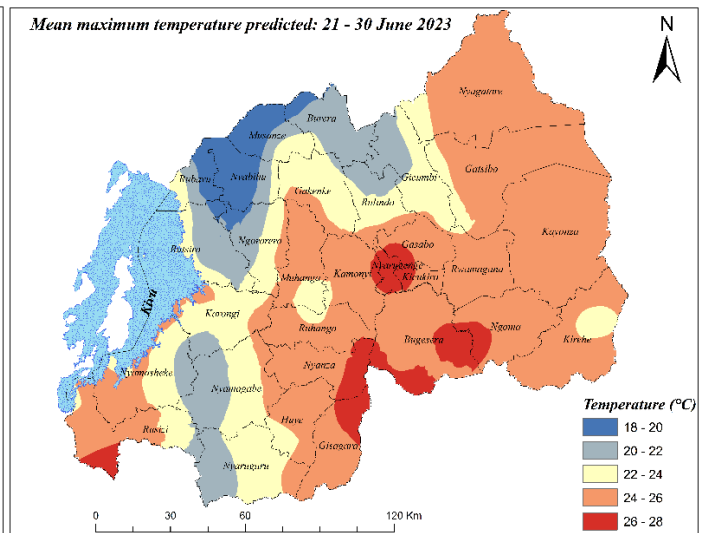 Mean maximum temperature predicted: 21 - 30 June 2023
N
Nyagatare
Burera
Musanze
Gatsibo
Rubavu
Nyabihu
Gicumbi
Gakenke
Rulindo
Kayonza
Rutsiro
Ngororero
Gasabo
Nyarugenge
Muhanga
Kamonyi
Kicukiro
Rwamagana
Kivu
Karongi
Ruhango
Bugesera
Ngoma
Kirehe
Nyamasheke
Nyanza
Nyamagabe
Rusizi
Huye
Gisagara
Nyaruguru
Temperature (°C)
18 - 20
20 - 22
22 - 24
24 - 26
26 - 28
0 30 60 120 Km